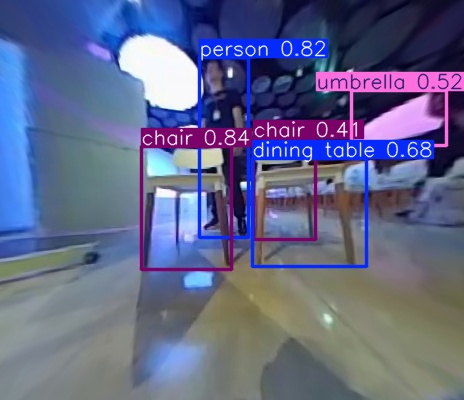 person 0.82
umbrella 0.52
chair 0.84
chair 0.41
dining table 0.68